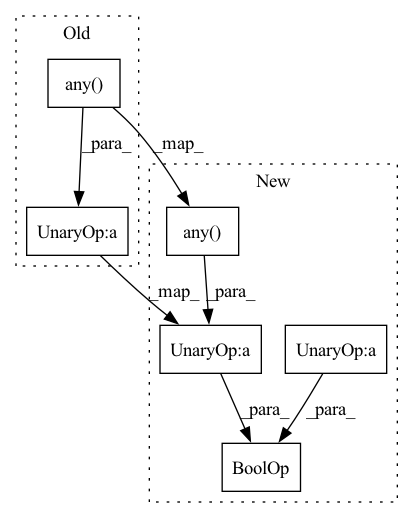 Old
any()
_para_
_map_
New
UnaryOp:a
any()
_map_
_para_
UnaryOp:a
UnaryOp:a
_para_
_para_
BoolOp